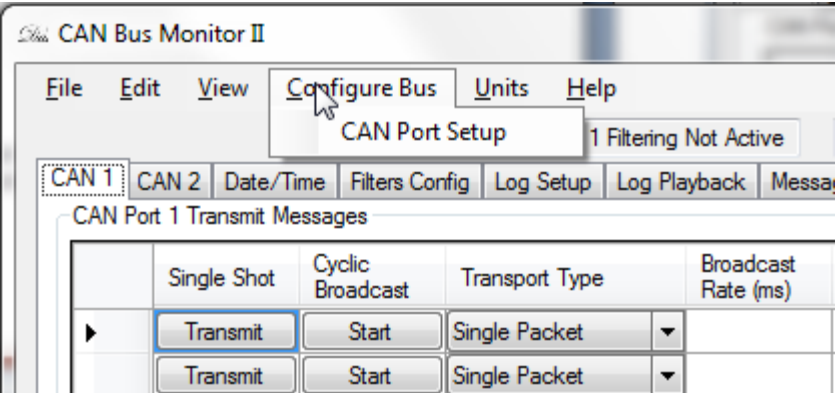 CAN Bus Monitor II
File Edit View Configure Bus Units Help
CAN Port Setup
1 Filtering Not Active
CAN 1 CAN 2 Date/Time Filters Config Log Setup Log Playback
CAN Port 1 Transmit Messages
Single Shot Cyclic Broadcast Transport Type Broadcast Rate (ms)
Transmit Start Single Packet
Transmit Start Single Packet